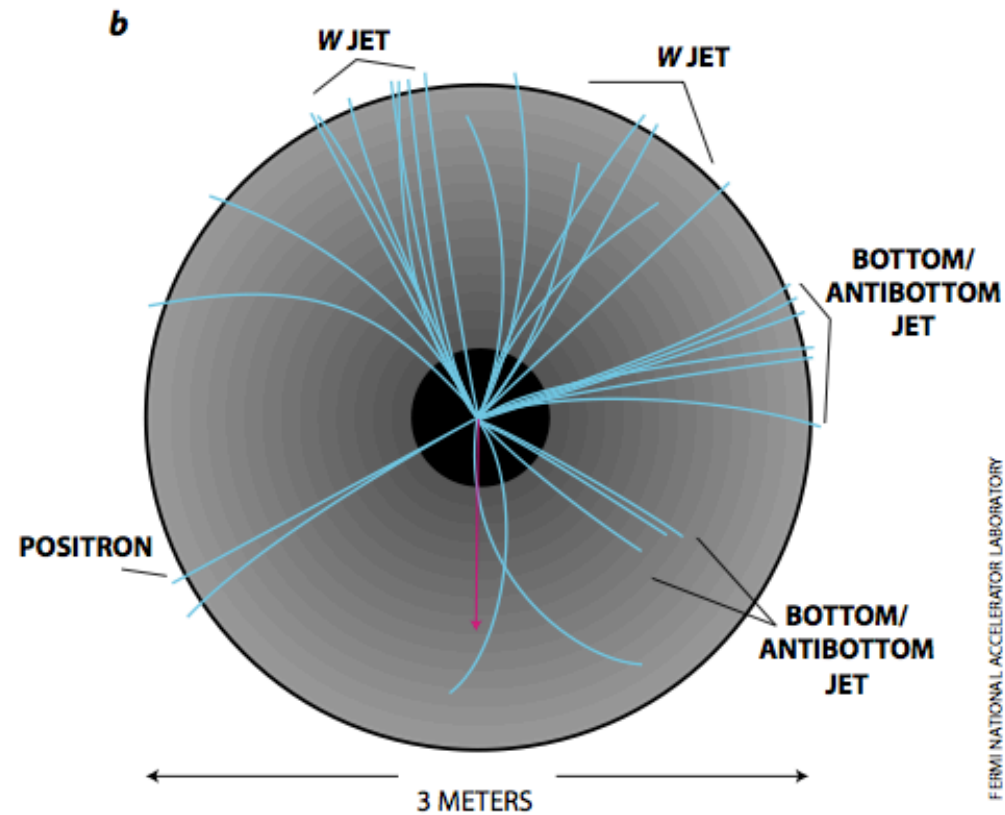 b
W JET
W JET
BOTTOM/
ANTIBOTTOM
JET
POSITRON
BOTTOM/
ANTIBOTTOM
JET
3 METERS
FERMI NATIONAL ACCELERATOR LABORATORY